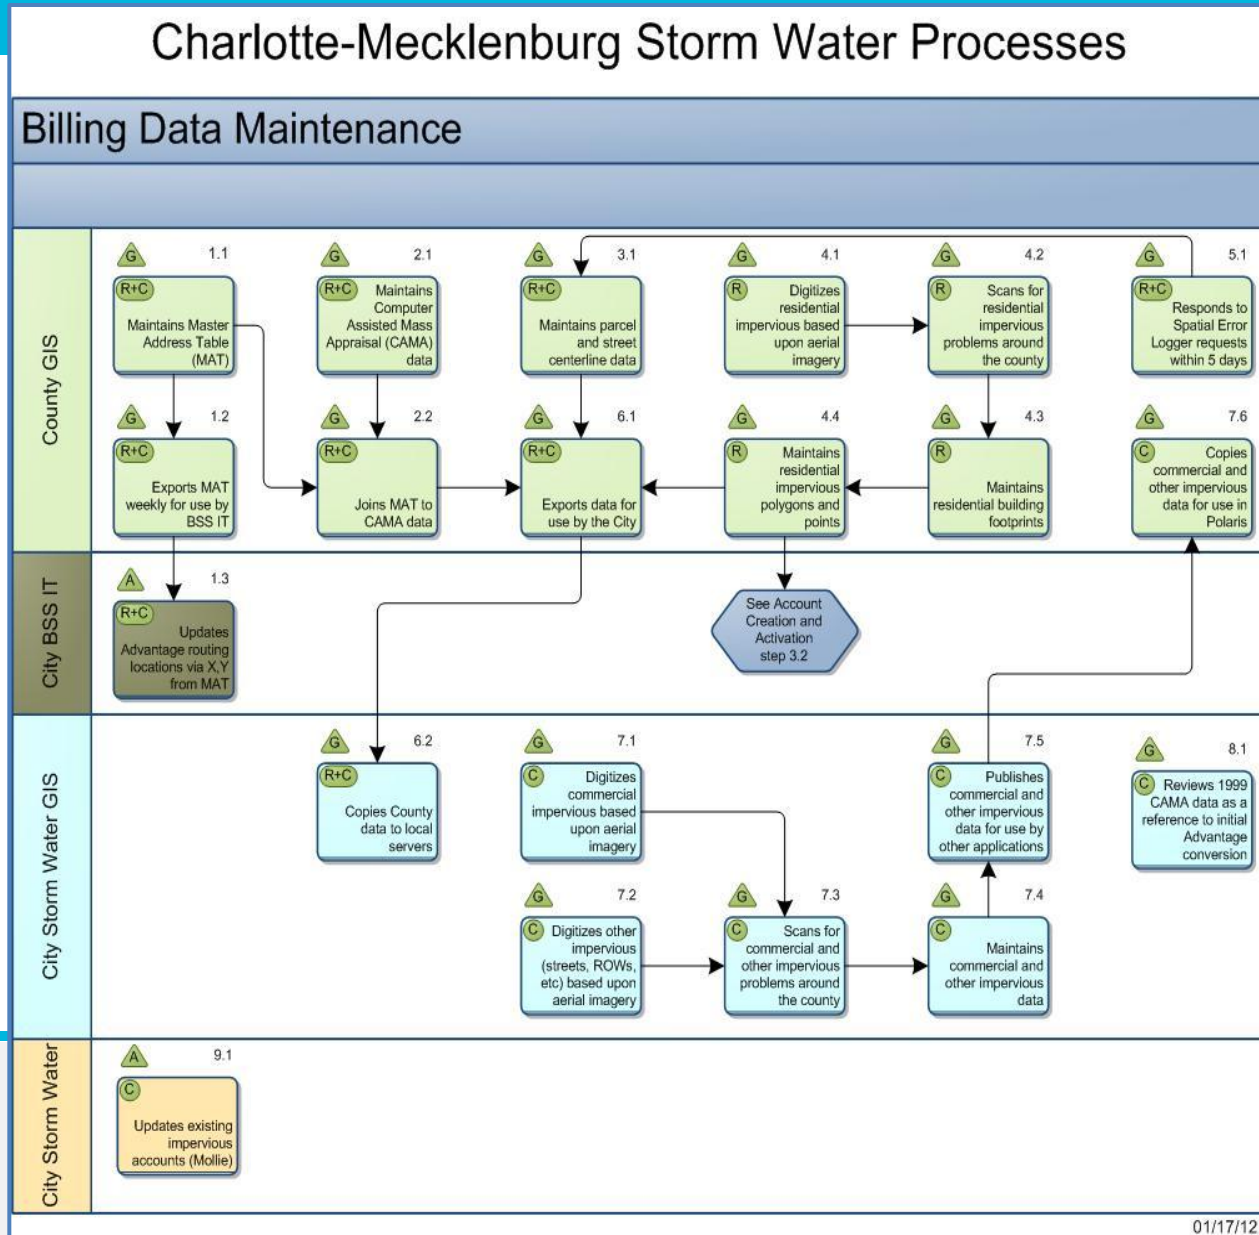 Charlotte-Mecklenburg Storm Water Processes
Billing Data Maintenance
County GIS
G 1.1
R+C
Maintains Master
Address Table
(MAT)
G 2.1
R+C Maintains
Computer
Assisted Mass
Appraisal (CAMA)
data
G 3.1
R+C
Maintains parcel
and street
centerline data
G 4.1
R Digitizes
residential
impervious based
upon aerial
imagery
G 4.2
R Scans for
residential
impervious
problems around
the county
G 5.1
R+C
Responds to
Spatial Error
Logger requests
within 5 days
G 1.2
R+C
Exports MAT
weekly for use by
BSS IT
G 2.2
R+C
Joins MAT to
CAMA data
G 6.1
R+C
Exports data for
use by the City
G 4.4
R Maintains
residential
impervious
polygons and
points
G 4.3
R
Maintains
residential building
footprints
G 7.6
C Copies
commercial and
other impervious
data for use in
Polaris
City BSS IT
A 1.3
R+C
Updates
Advantage routing
locations via X,Y
from MAT
See Account
Creation and
Activation
step 3.2
City Storm Water GIS
G 6.2
R+C
Copies County
data to local
servers
G 7.1
C Digitizes
commercial
impervious based
upon aerial
imagery
G 7.5
C Publishes
commercial and
other impervious
data for use by
other applications
G 8.1
C Reviews 1999
CAMA data as a
reference to initial
Advantage
conversion
G 7.2
C Digitizes other
impervious
(streets, ROWs,
etc) based upon
aerial imagery
G 7.3
C Scans for
commercial and
other impervious
problems around
the county
G 7.4
C
Maintains
commercial and
other impervious
data
City Storm Water
A 9.1
C
Updates existing
impervious
accounts (Mollie)
01/17/12